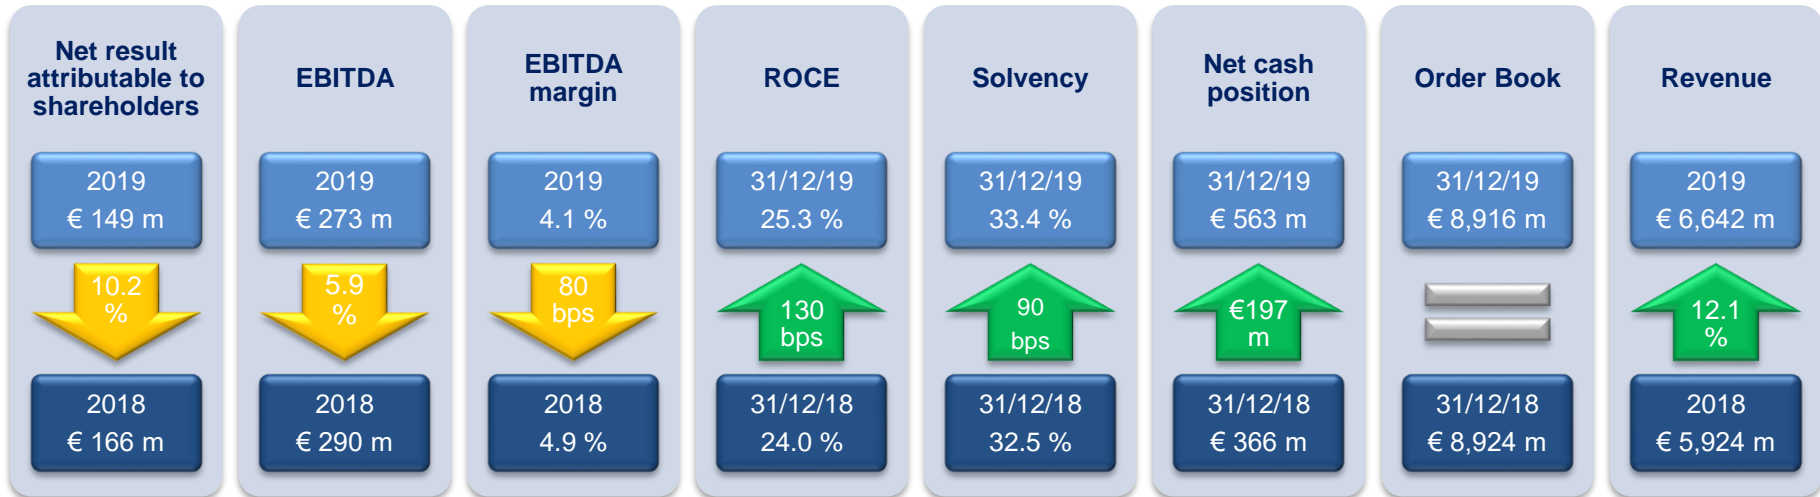 Net result
attributable to
shareholders
2019
€ 149 m
10.2
%
2018
€ 166 m
EBITDA
2019
€ 273 m
5.9
%
2018
€ 290 m
EBITDA
margin
2019
4.1 %
80
bps
2018
4.9 %
ROCE
31/12/19
25.3 %
130
bps
31/12/18
24.0 %
Solvency
31/12/19
33.4 %
90
bps
31/12/18
32.5 %
Net cash
position
31/12/19
€ 563 m
€197
m
31/12/18
€ 366 m
Order Book
31/12/19
€ 8,916 m
31/12/18
€ 8,924 m
Revenue
2019
€ 6,642 m
12.1
%
2018
€ 5,924 m